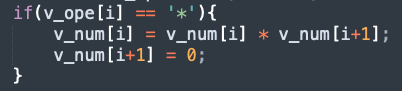 if(v_ope[i] == '*'){
    v_num[i] = v_num[i] * v_num[i+1];
    v_num[i+1] = 0;
}